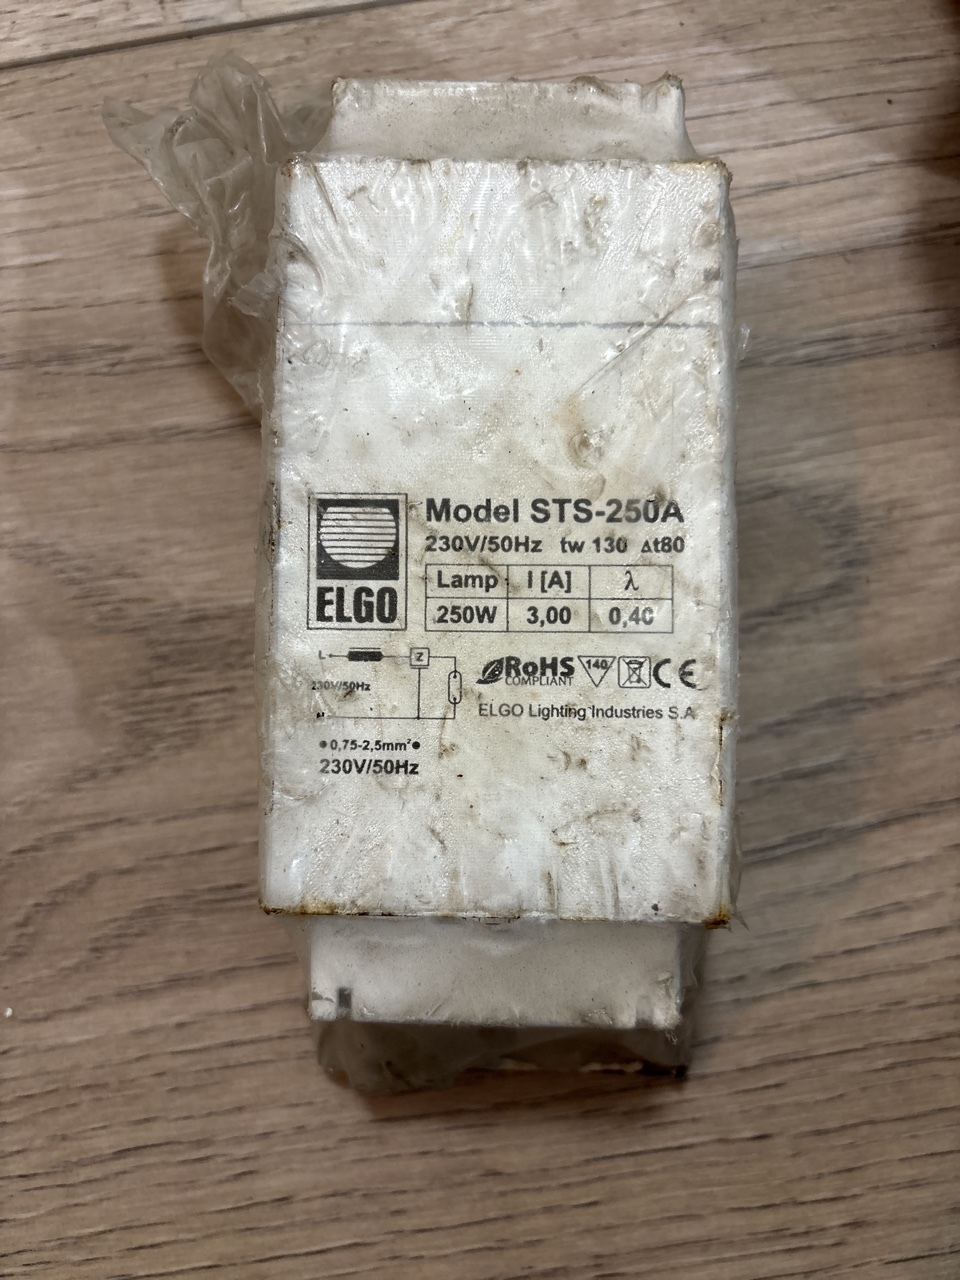 ELGO
Model STS-250A
230V/50Hz tw 130 Δt80
Lamp I [A] λ
250W 3,00 0,40
L Z
230V/50Hz
RoHS
COMPLIANT
140
CE
ELGO Lighting Industries S.A
0,75-2,5mm²
230V/50Hz